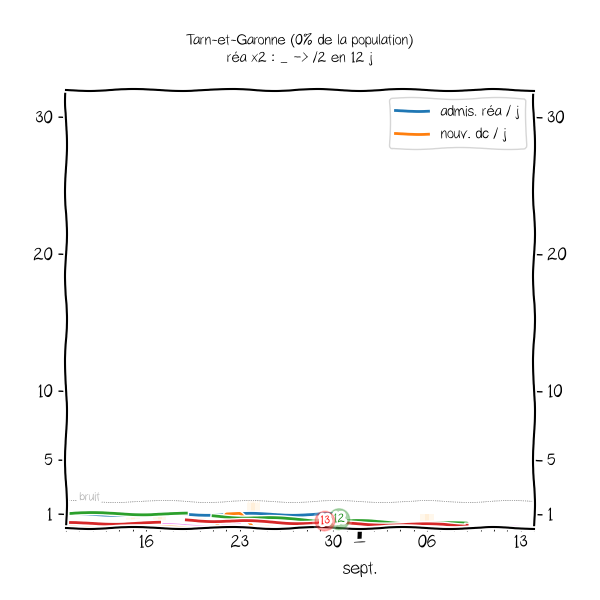 Tarn-et-Garonne (0% de la population)
réa x2 : _ -> /2 en 12 j
admis. réa / j
nouv. dc / j
30 30
20 20
10 10
5 5
... bruit
1 1
13 12
16 23 30 _ 06 13
sept.